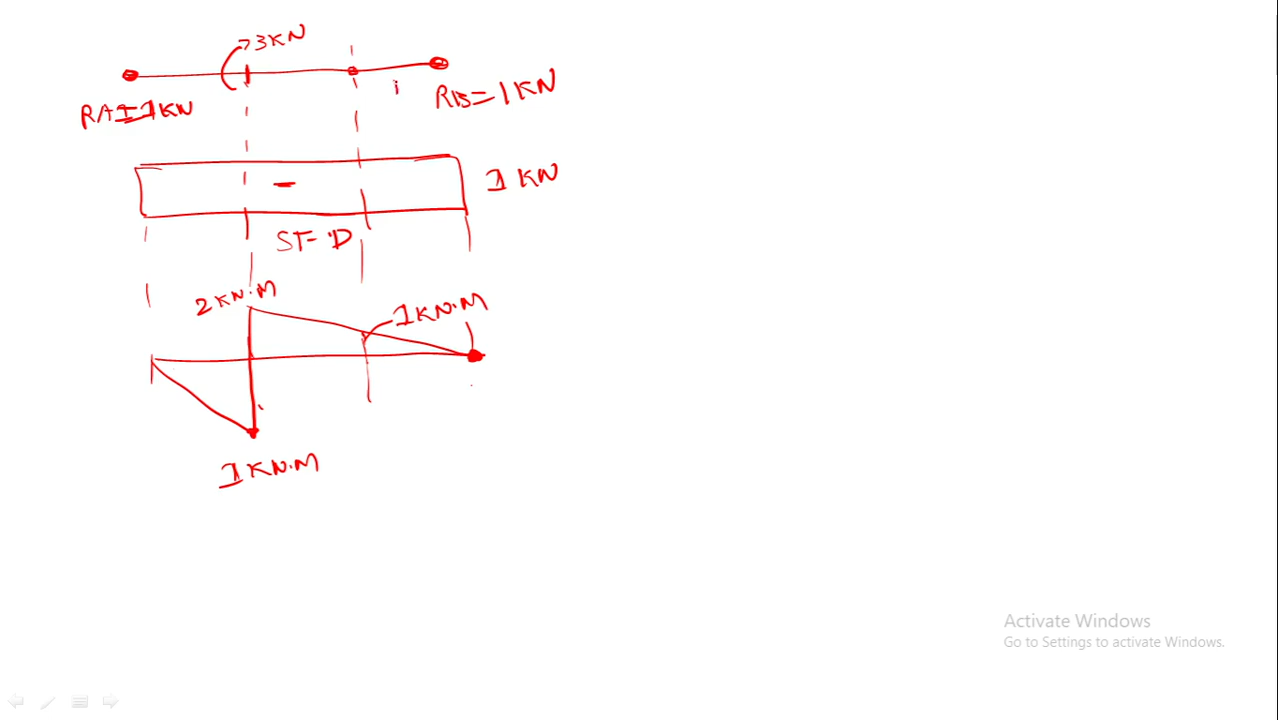 3KN
RA=1KN
RB=1KN
1KN
SF D
2KN·M
1KN·M
1KN·M
Activate Windows
Go to Settings to activate Windows.